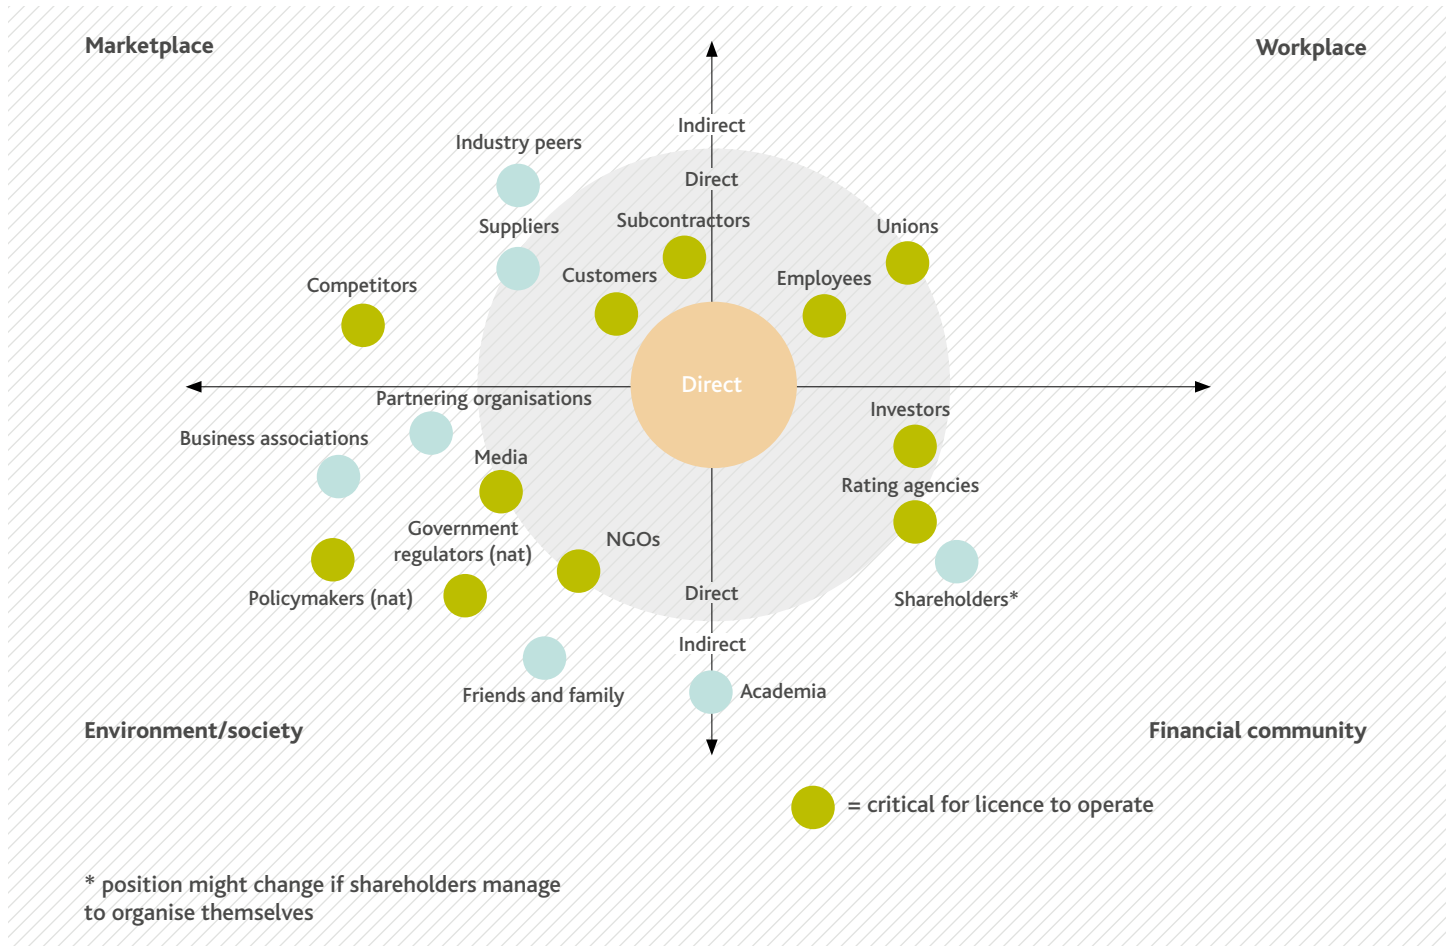 Marketplace
Workplace
Indirect
Industry peers
Direct
Suppliers
Subcontractors
Unions
Customers
Employees
Competitors
Direct
Partnering organisations
Investors
Business associations
Media
Rating agencies
Government
regulators (nat)
NGOs
Policymakers (nat)
Direct
Shareholders*
Indirect
Friends and family
Academia
Environment/society
Financial community
= critical for licence to operate
* position might change if shareholders manage
to organise themselves